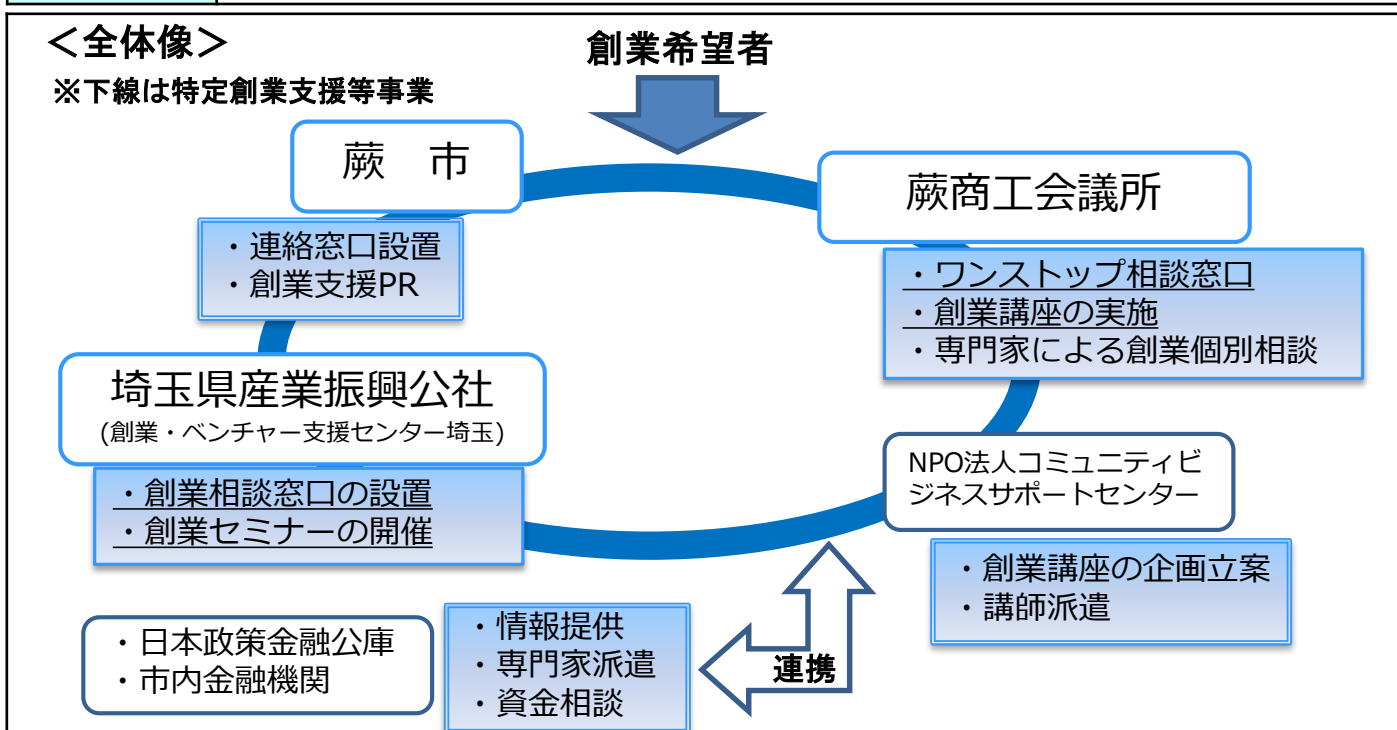 <全体像>
※下線は特定創業支援等事業
創業希望者
蕨　市
・連絡窓口設置
・創業支援PR
蕨商工会議所
・ワンストップ相談窓口
・創業講座の実施
・専門家による創業個別相談
埼玉県産業振興公社
(創業・ベンチャー支援センター埼玉)
・創業相談窓口の設置
・創業セミナーの開催
NPO法人コミュニティビ
ジネスサポートセンター
・創業講座の企画立案
・講師派遣
・日本政策金融公庫
・市内金融機関
・情報提供
・専門家派遣
・資金相談
連携